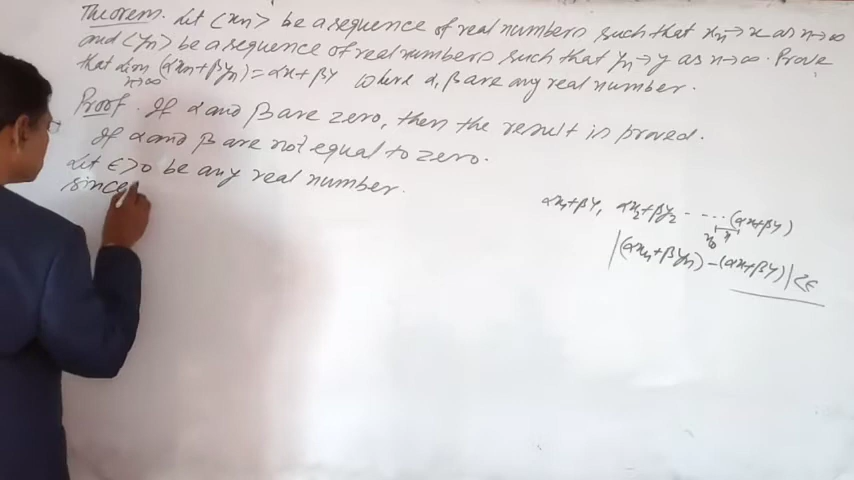 Theorem. Let <xn> be a sequence of real numbers such that xn→x as n→∞
and <yn> be a sequence of real numbers such that yn→y as n→∞. Prove
that lim n→∞ (αxn+βyn)=αx+βy where α,β are any real number.
Proof. If α and β are zero, then the result is proved.
If α and β are not equal to zero.
Let ϵ>0 be any real number.
since
αx1+βy, αx2+βy2 ----- (αx+βy)
|(αxn+βyn)-(αx+βy)|<ϵ